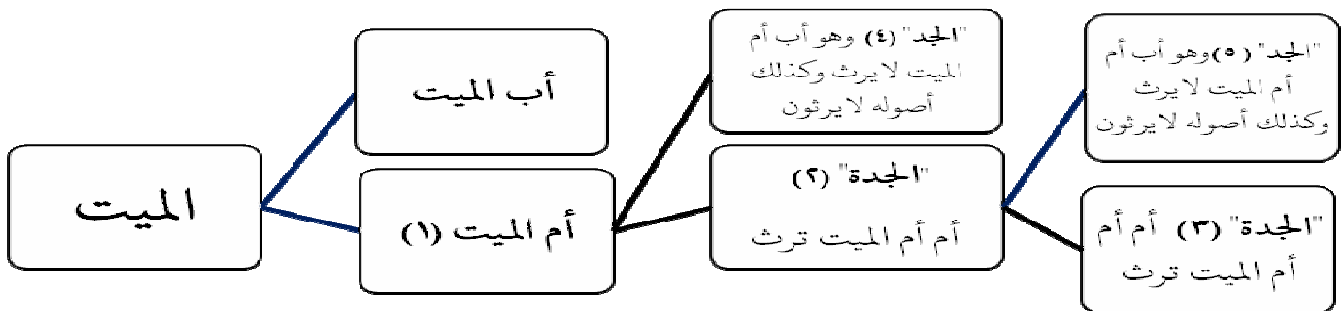 الميت
أب الميت
أم الميت (١)
"الجد" (٤) وهو أب أم
الميت لايرث وكذلك
أصوله لايرثون
"الجدة" (٢)
أم أم الميت ترث
"الجد" (٥) وهو أب أم
أم الميت لايرث
وكذلك أصوله لايرثون
"الجدة" (٣) أم أم
أم الميت ترث